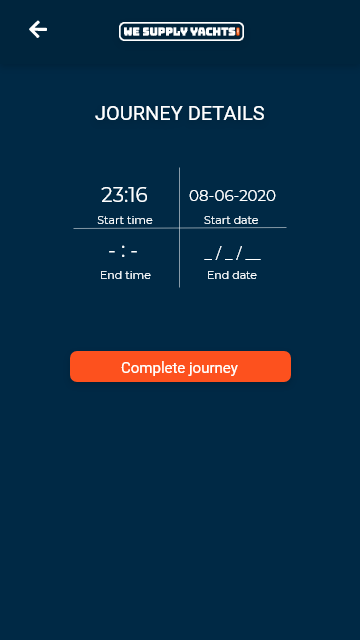 WE SUPPLY YACHTS!
JOURNEY DETAILS
23:16 08-06-2020
Start time Start date
- : - _ / _ / __
End time End date
Complete journey